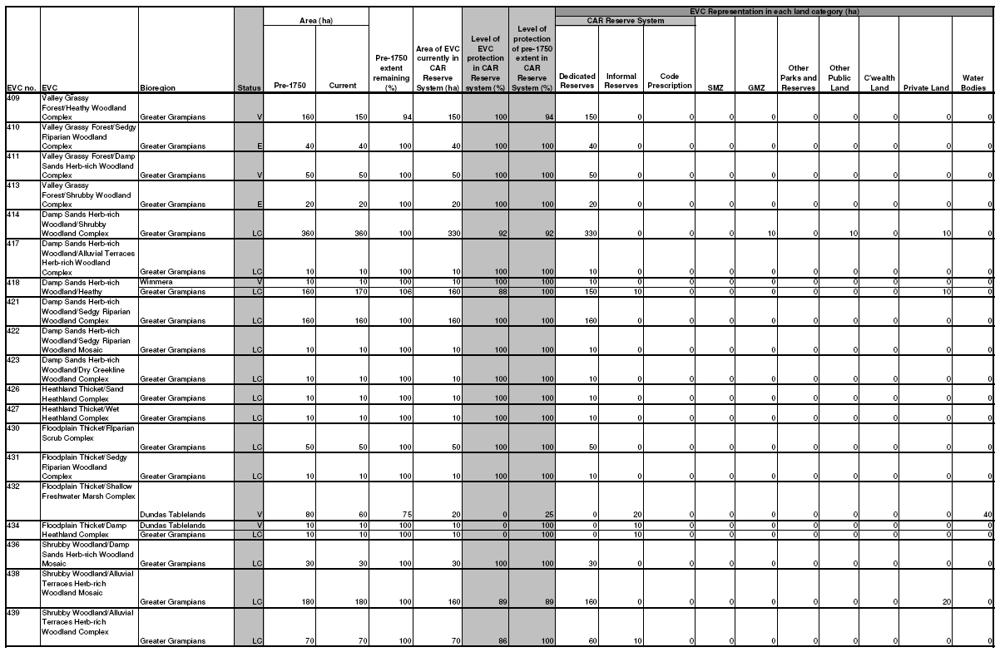 EVC Representation in each land category (ha)
Area (ha) CAR Reserve System
EVC no. EVC Bioregion Status Pre-1750 Current Pre-1750 extent remaining (%) Area of EVC currently in CAR Reserve System (ha) Level of EVC protection in CAR Reserve system (%) Level of protection of pre-1750 extent in CAR Reserve System (%) Dedicated Reserves Informal Reserves Code Prescription SMZ GMZ Other Parks and Reserves Other Public Land C'wealth Land Private Land Water Bodies
409 Valley Grassy
Forest/Heathy Woodland
Complex Greater Grampians V 160 150 94 150 100 94 150 0 0 0 0 0 0 0 0 0
410 Valley Grassy Forest/Sedgy
Riparian Woodland
Complex Greater Grampians E 40 40 100 40 100 100 40 0 0 0 0 0 0 0 0 0
411 Valley Grassy Forest/Damp
Sands Herb-rich Woodland
Complex Greater Grampians V 50 50 100 50 100 100 50 0 0 0 0 0 0 0 0 0
413 Valley Grassy
Forest/Shrubby Woodland
Complex Greater Grampians E 20 20 100 20 100 100 20 0 0 0 0 0 0 0 0 0
414 Damp Sands Herb-rich
Woodland/Shrubby
Woodland Complex Greater Grampians LC 360 360 100 330 92 92 330 0 0 0 10 0 10 0 10 0
417 Damp Sands Herb-rich
Woodland/Alluvial Terraces
Herb-rich Woodland
Complex Greater Grampians LC 10 10 100 10 100 100 10 0 0 0 0 0 0 0 0 0
418 Damp Sands Herb-rich Wimmera V 10 10 100 10 100 100 10 0 0 0 0 0 0 0 0 0
Woodland/Heathy Greater Grampians LC 160 170 106 160 88 100 150 10 0 0 0 0 0 0 10 0
421 Damp Sands Herb-rich
Woodland/Sedgy Riparian
Woodland Complex Greater Grampians LC 160 160 100 160 100 100 160 0 0 0 0 0 0 0 0 0
422 Damp Sands Herb-rich
Woodland/Sedgy Riparian
Woodland Mosaic Greater Grampians LC 10 10 100 10 100 100 10 0 0 0 0 0 0 0 0 0
423 Damp Sands Herb-rich
Woodland/Dry Creekline
Woodland Complex Greater Grampians LC 10 10 100 10 100 100 10 0 0 0 0 0 0 0 0 0
426 Heathland Thicket/Sand
Heathland Complex Greater Grampians LC 10 10 100 10 100 100 10 0 0 0 0 0 0 0 0 0
427 Heathland Thicket/Wet
Heathland Complex Greater Grampians LC 10 10 100 10 100 100 10 0 0 0 0 0 0 0 0 0
430 Floodplain Thicket/Riparian
Scrub Complex
Greater Grampians LC 50 50 100 50 100 100 50 0 0 0 0 0 0 0 0 0
431 Floodplain Thicket/Sedgy
Riparian Woodland
Complex Greater Grampians LC 10 10 100 10 100 100 10 0 0 0 0 0 0 0 0 0
432 Floodplain Thicket/Shallow
Freshwater Marsh Complex
Dundas Tablelands V 80 60 75 20 0 25 0 20 0 0 0 0 0 0 0 40
434 Floodplain Thicket/Damp Dundas Tablelands V 10 10 100 10 0 100 0 10 0 0 0 0 0 0 0 0
Heathland Complex Greater Grampians LC 10 10 100 10 0 100 0 10 0 0 0 0 0 0 0 0
436 Shrubby Woodland/Damp
Sands Herb-rich Woodland
Mosaic Greater Grampians LC 30 30 100 30 100 100 30 0 0 0 0 0 0 0 0 0
438 Shrubby Woodland/Alluvial
Terraces Herb-rich
Woodland Mosaic
Greater Grampians LC 180 180 100 160 89 89 160 0 0 0 0 0 0 0 20 0
439 Shrubby Woodland/Alluvial
Terraces Herb-rich
Woodland Complex
Greater Grampians LC 70 70 100 70 86 100 60 10 0 0 0 0 0 0 0 0